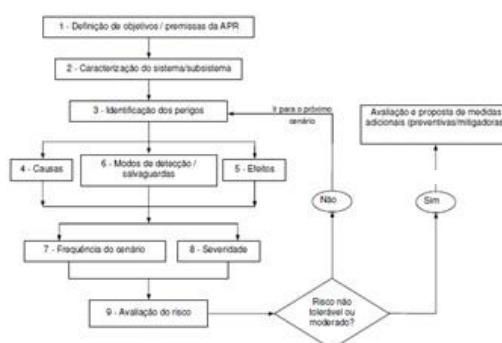 1 - Definição de objetivos / premissas da APR
2 - Caracterização do sistema/subsistema
3 - Identificação dos perigos
Ir para o próximo
cenário
Avaliação e proposta de medidas
adicionais (preventivas/mitigadoras)
4 - Causas
6 - Modos de detecção /
salvaguardas
5 - Efeitos
Não
Sim
7 - Frequência do cenário
8 - Severidade
9 - Avaliação do risco
Risco não
tolerável ou
moderado?